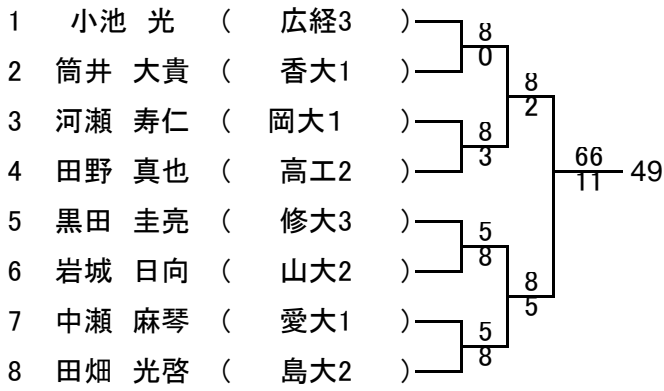 1 小池 光 ( 広経3 )
8
0
2 筒井 大貴 ( 香大1 )
8
2
3 河瀬 寿仁 ( 岡大1 )
8
3
4 田野 真也 ( 高工2 )
66
11
49
5 黒田 圭亮 ( 修大3 )
5
8
6 岩城 日向 ( 山大2 )
8
5
7 中瀬 麻琴 ( 愛大1 )
5
8
8 田畑 光啓 ( 島大2 )